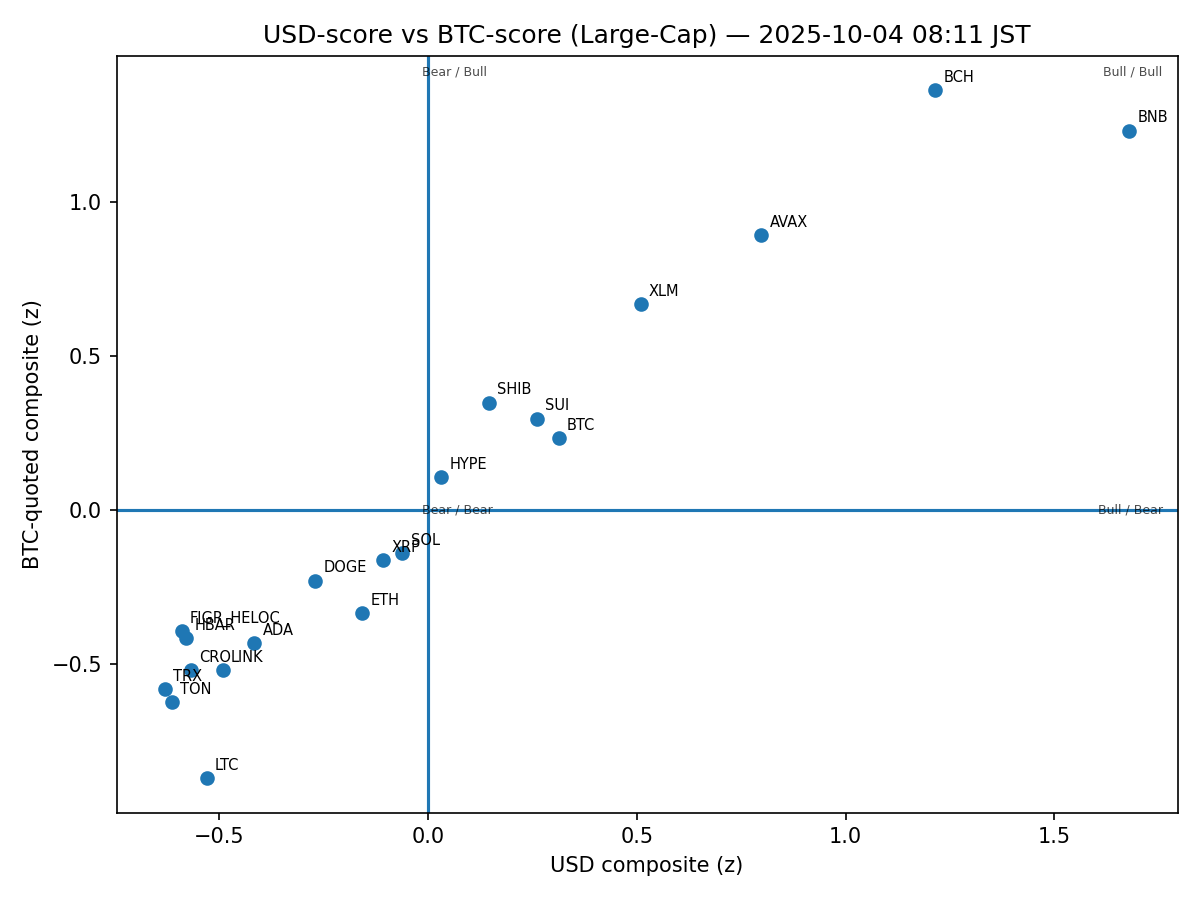 USD-score vs BTC-score (Large-Cap) — 2025-10-04 08:11 JST
Bear / Bull
Bull / Bull
BCH
BNB
AVAX
XLM
SHIB
SUI
BTC
HYPE
Bear / Bear
Bull / Bear
SOL
XRP
DOGE
ETH
FIGR_HELOC
HBAR
ADA
CRO
LINK
TRX
TON
LTC
1.0
0.5
0.0
−0.5
BTC-quoted composite (z)
−0.5
0.0
0.5
1.0
1.5
USD composite (z)